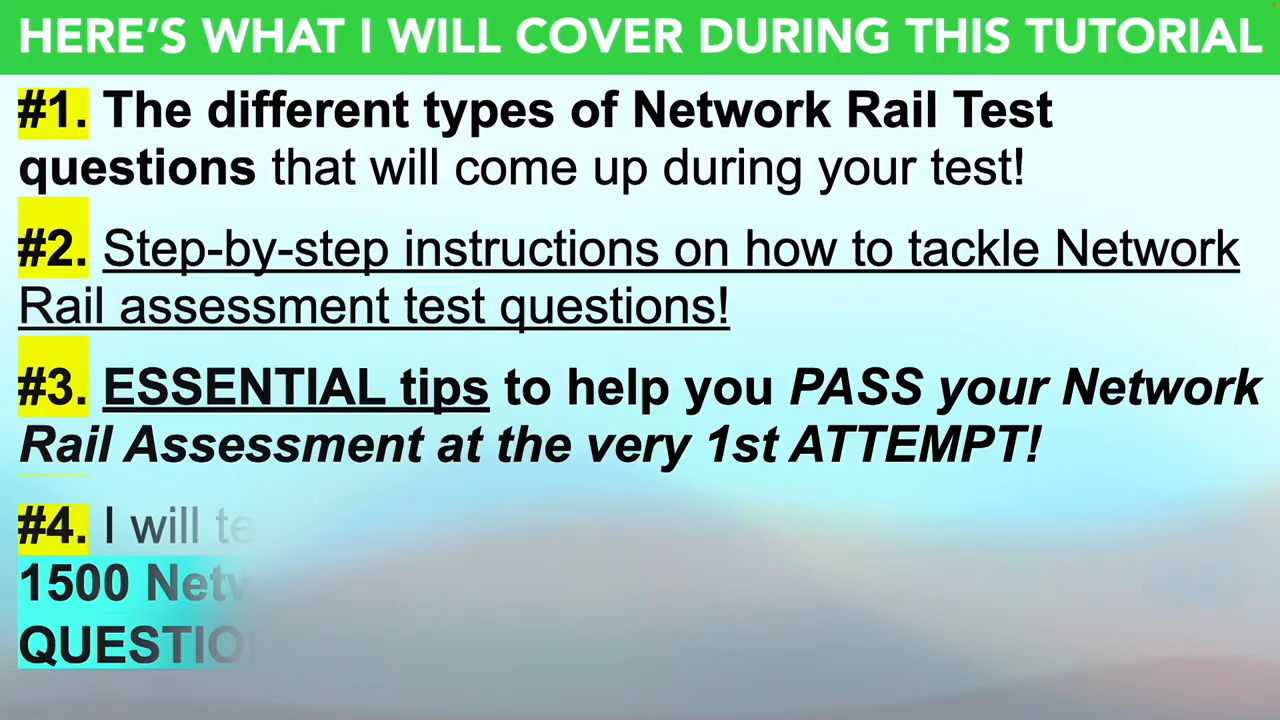 HERE'S WHAT I WILL COVER DURING THIS TUTORIAL
#1. The different types of Network Rail Test
questions that will come up during your test!
#2. Step-by-step instructions on how to tackle Network
Rail assessment test questions!
#3. ESSENTIAL tips to help you PASS your Network
Rail Assessment at the very 1st ATTEMPT!
#4. I will
1500